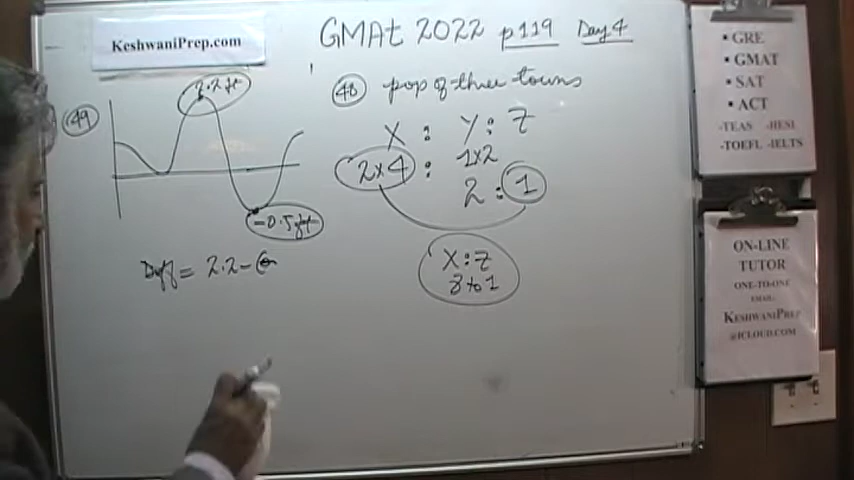 KeshwaniPrep.com
GMAt 2022 p119 Day 4
49
2.2 ft
-0.5 ft
Diff = 2.2 - (-
48 pop of three towns
X : Y : Z
2x4 : 1x2
2 : 1
X : Z
8 to 1
• GRE
• GMAT
• SAT
• ACT
-TEAS -HESI
-TOEFL -IELTS
ON-LINE
TUTOR
ONE-TO-ONE
EMAIL:
KESHWANIPREP
@ICLOUD.COM